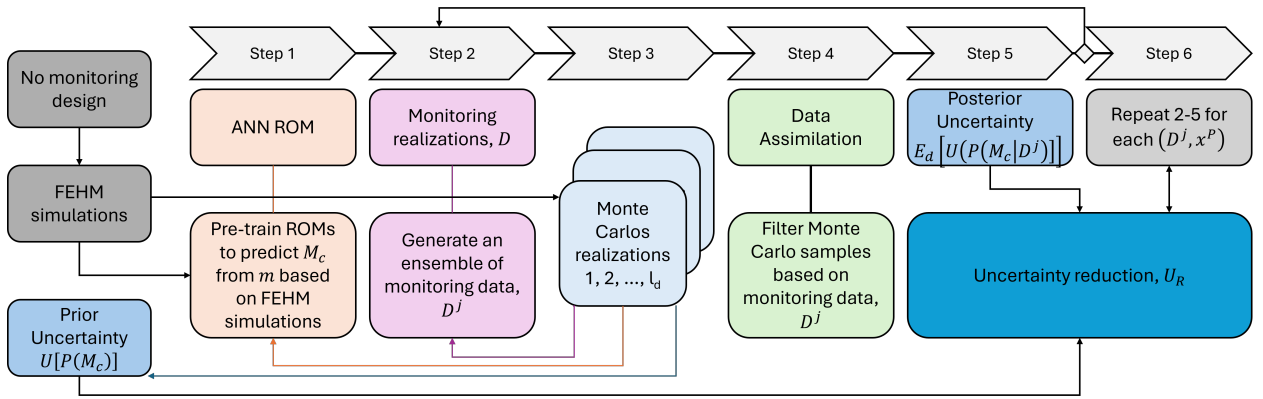 Step 1
Step 2
Step 3
Step 4
Step 5
Step 6
No monitoring
design
FEHM
simulations
Prior
Uncertainty
U[P(M_c)]
ANN ROM
Pre-train ROMs
to predict M_c
from m based
on FEHM
simulations
Monitoring
realizations, D
Generate an
ensemble of
monitoring data,
D^j
Monte
Carlos
realizations
1, 2, ..., l_d
Data
Assimilation
Filter Monte
Carlo samples
based on
monitoring data,
D^j
Posterior
Uncertainty
E_d [U(P(M_c|D^j)]]
Repeat 2-5 for
each (D^j, x^P)
Uncertainty reduction, U_R